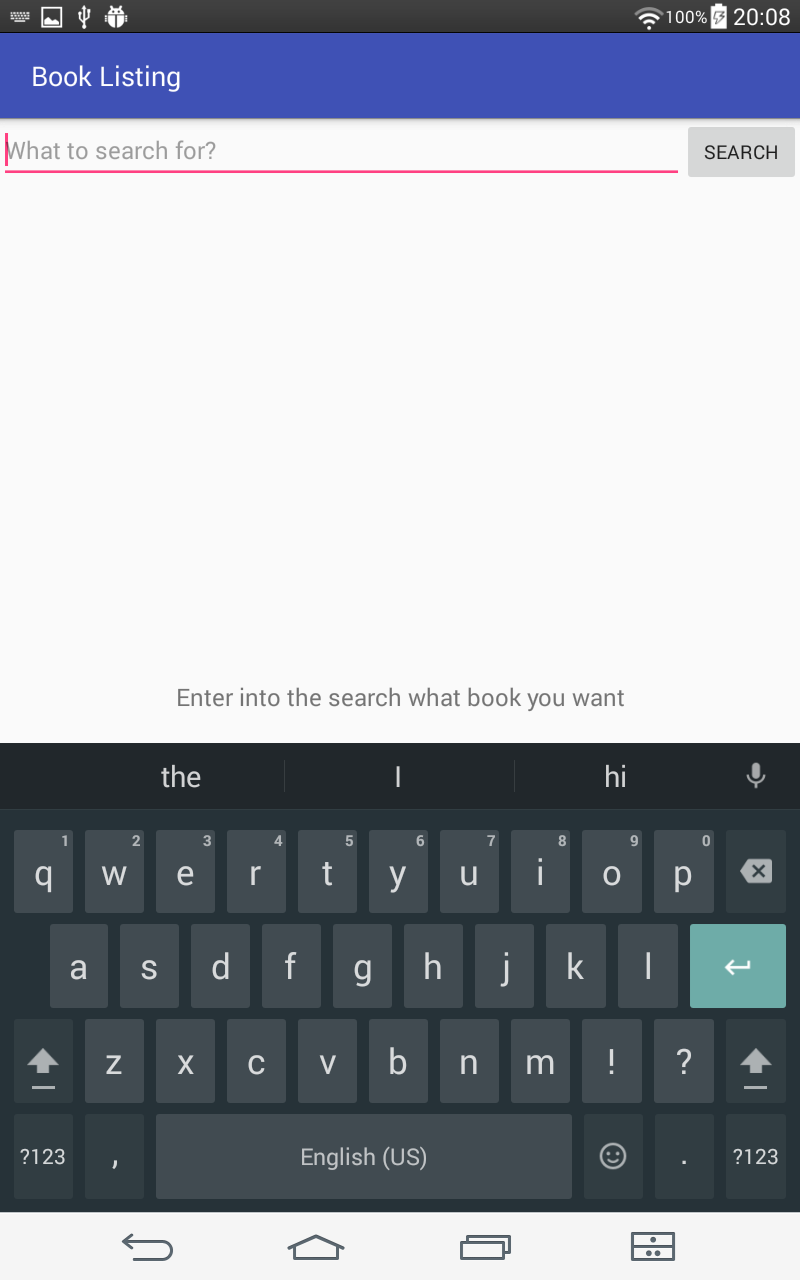 100% 20:08
Book Listing
What to search for? SEARCH
Enter into the search what book you want
the I hi
1 2 3 4 5 6 7 8 9 0
q w e r t y u i o p
a s d f g h j k l
z x c v b n m ! ?
?123 , English (US) . ?123